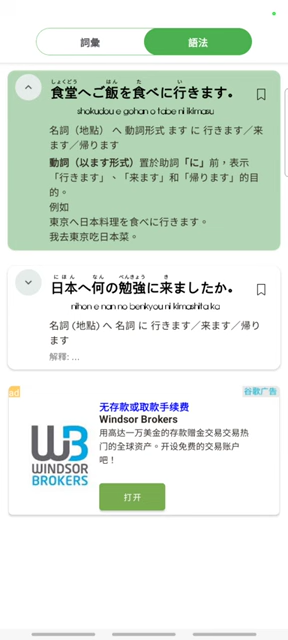 詞彙
語法
しょくどう はん た い
食堂へご飯を食べに行きます。
shokudou e gohan o tabe ni ikimasu
名詞（地點） へ 動詞形式 ます に 行きます／来
ます／帰ります
動詞（以ます形式）置於助詞「に」前，表示
「行きます」、「来ます」和「帰ります」的目
的。
例如
東京へ日本料理を食べに行きます。
我去東京吃日本菜。
にほん なん べんきょう き
日本へ何の勉強に来ましたか。
nihon e nan no benkyou ni kimashita ka
名詞 (地點) へ 名詞 に 行きます／来ます／帰り
ます
解釋: ...
谷歌广告
无存款或取款手续费
Windsor Brokers
用高达一万美金的存款赠金交易交易热
门的全球资产。开设免费的交易账户
吧！
WB
WINDSOR
BROKERS
打开